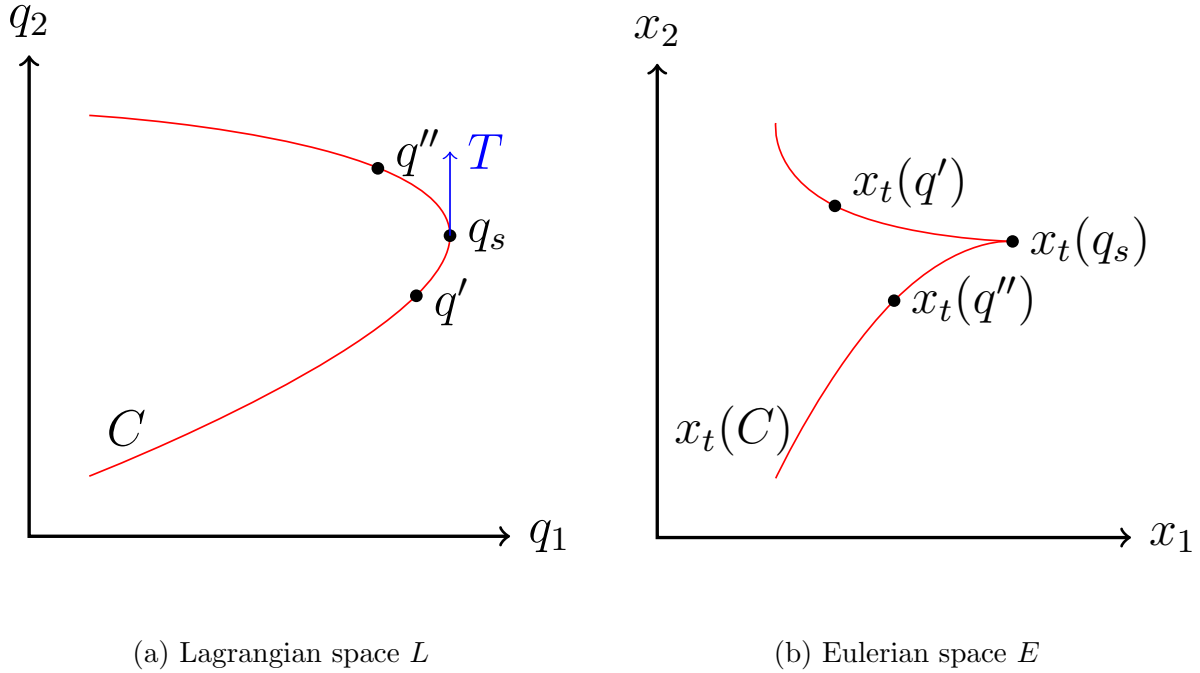 q₂
q″
T
qₛ
q′
C
q₁
(a) Lagrangian space L
x₂
xₜ(q′)
xₜ(qₛ)
xₜ(q″)
xₜ(C)
x₁
(b) Eulerian space E